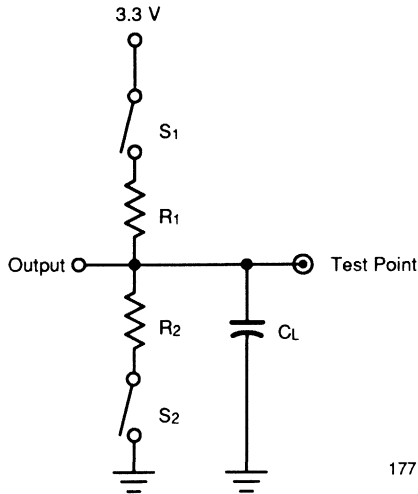 3.3 V
S1
R1
Output
Test Point
R2
CL
S2
177